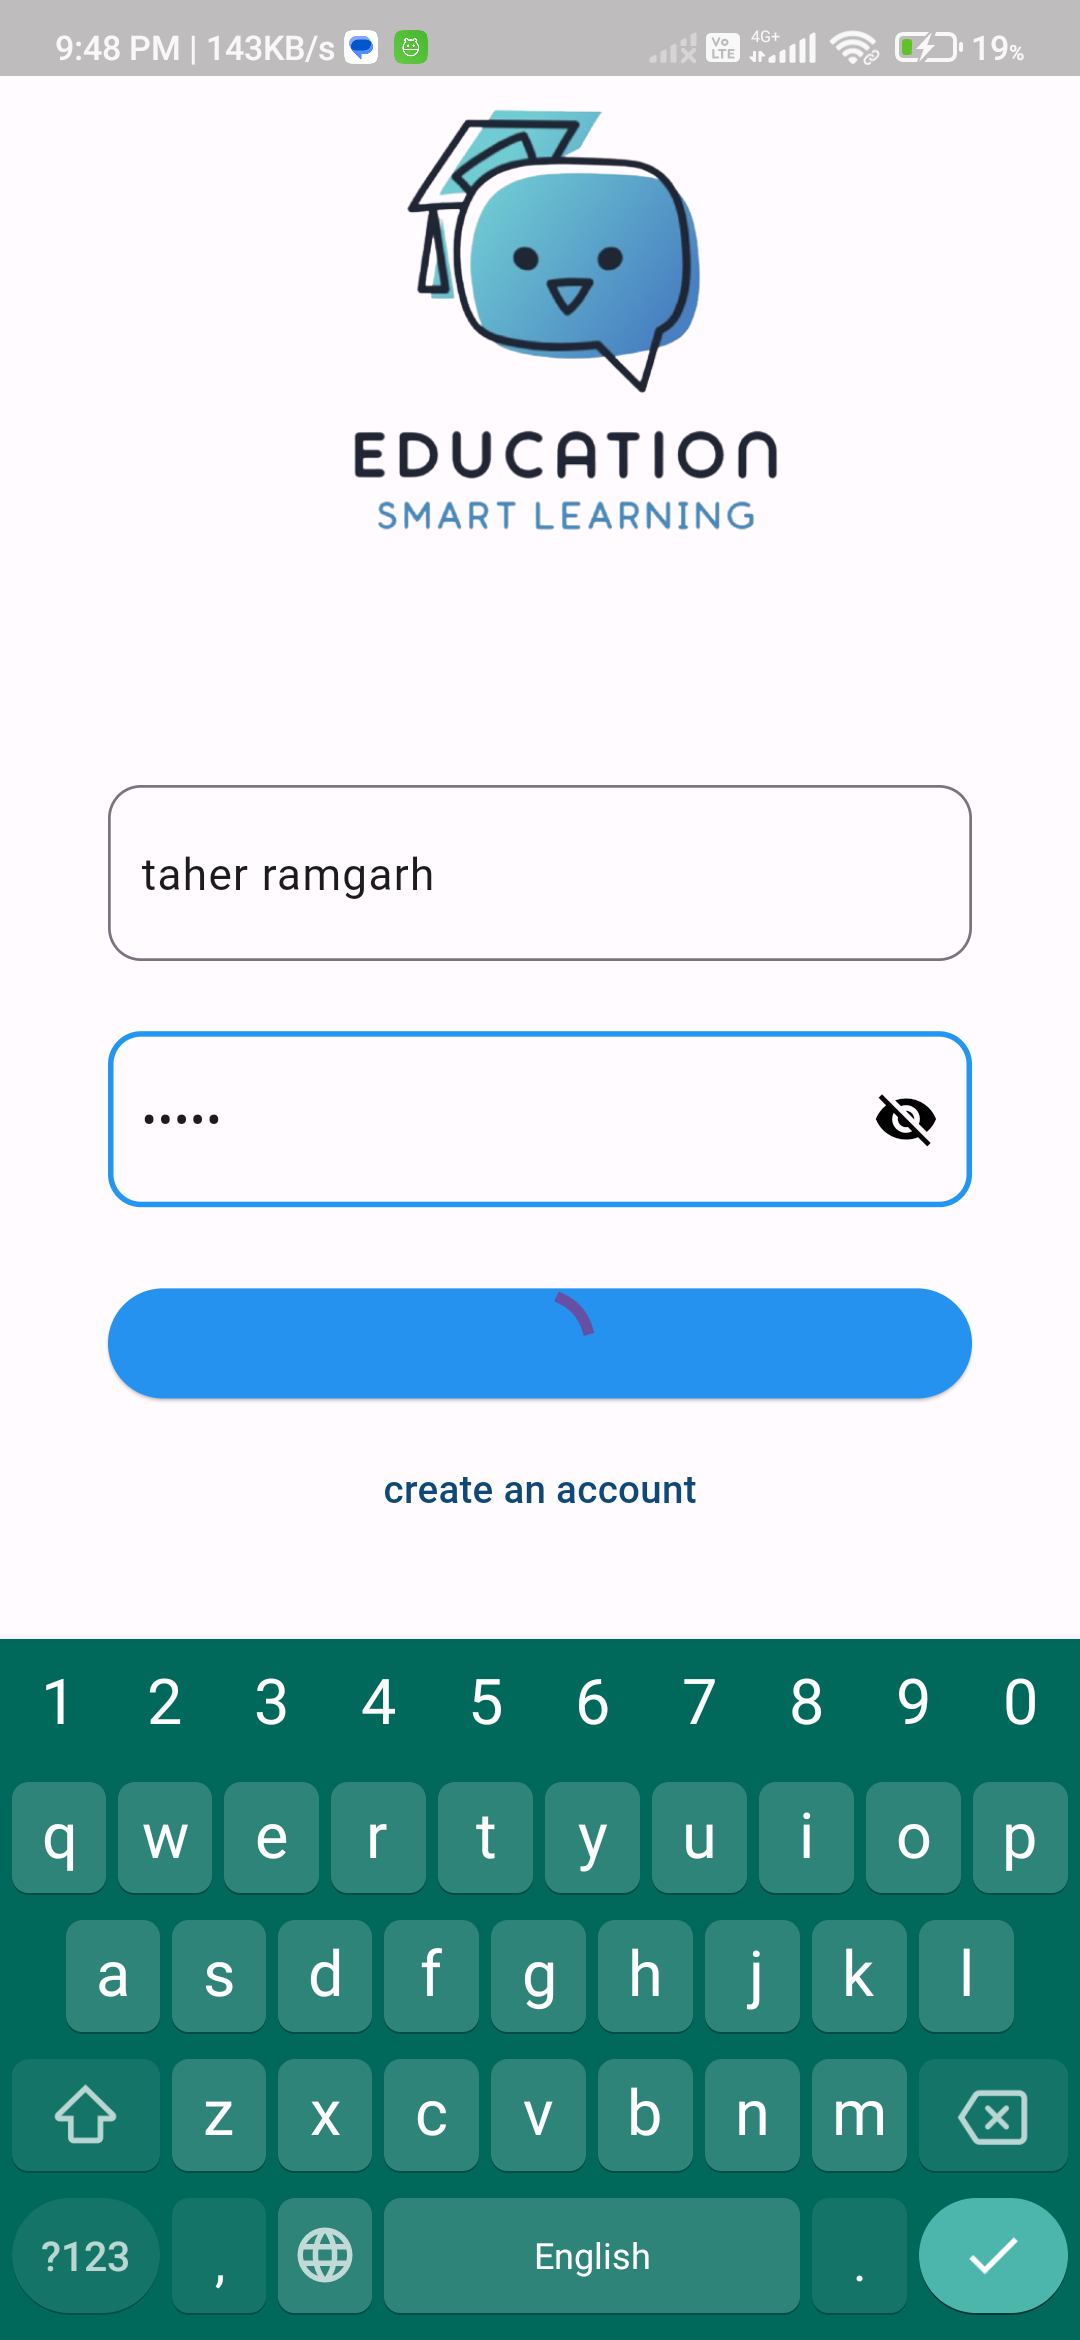 9:48 PM | 143KB/s Vo LTE 4G+ 19%
EDUCATION
SMART LEARNING
taher ramgarh
•••••
create an account
1 2 3 4 5 6 7 8 9 0
q w e r t y u i o p
a s d f g h j k l
z x c v b n m
?123 , English .